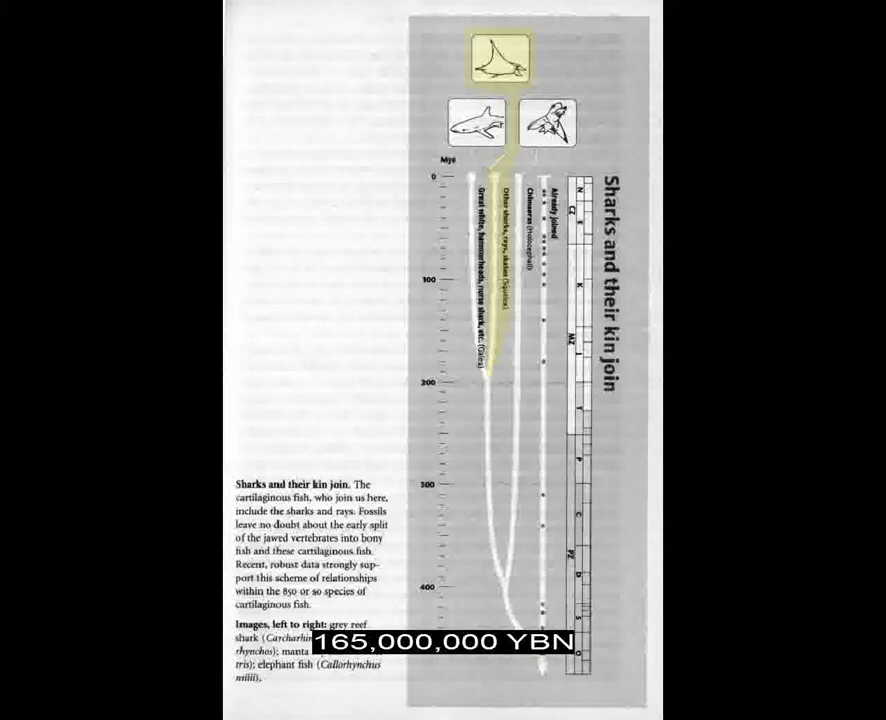 Mya
0
100
200
300
400
Great white, hammerheads, nurse shark, etc. (Galea)
Other sharks, rays, skates (Squalea)
Chimaeras (Holocephali)
Already joined
N
E
K
J
T
P
C
D
S
O
CZ
MZ
PZ
Sharks and their kin join
Sharks and their kin join. The
cartilaginous fish, who join us here,
include the sharks and rays. Fossils
leave no doubt about the early split
of the jawed vertebrates into bony
fish and these cartilaginous fish.
Recent, robust data strongly sup-
port this scheme of relationships
within the 850 or so species of
cartilaginous fish.
Images, left to right: grey reef
shark (Carcharhin
rhynchos); manta
tris); elephant fish (Callorhynchus
milii).
165,000,000 YBN